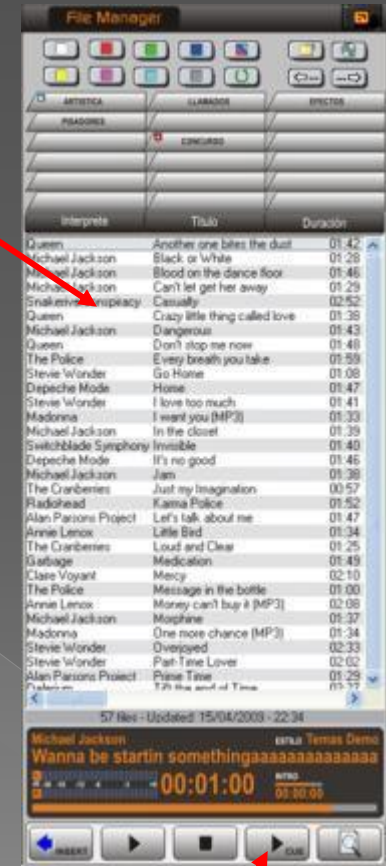 File Manager
ARTISTICA LLAMADOS EFECTOS
PISADORES
CONCURSO
Interprete Titulo Duración
Queen Another one bites the dust 01:42
Michael Jackson Black or White 01:28
Michael Jackson Blood on the dance floor 01:46
Michael Jackson Can't let get her away 01:29
Casually 02:52
Queen Crazy little thing called love 01:36
Michael Jackson Dangerous 01:43
Queen Don't stop me now 01:48
The Police Every breath you take 01:59
Stevie Wonder Go Home 01:08
Depeche Mode Home 01:47
Stevie Wonder I love too much 01:41
Madonna I want you (MP3) 01:33
Michael Jackson In the closet 01:39
Switchblade Symphony Invisible 01:40
Depeche Mode It's no good 01:46
Michael Jackson Jam 01:38
The Cranberries Just my Imagination 00:57
Radiohead Karma Police 01:52
Alan Parsons Project Let's talk about me 01:47
Annie Lenox Little Bird 01:34
The Cranberries Loud and Clear 01:25
Garbage Medication 01:49
Claire Voyant Mercy 02:10
The Police Message in the bottle 01:00
Annie Lenox Money can't buy it (MP3) 02:08
Michael Jackson Morphine 01:37
Madonna One more chance (MP3) 01:34
Stevie Wonder Overjoyed 02:33
Stevie Wonder Part-Time Lover 02:02
Alan Parsons Project Prime Time 01:29
Delerium Till the end of Time 03:27
57 files - Updated: 15/04/2009 - 22:34
Michael Jackson ESTILO Temas Demo
Wanna be startin somethingaaaaaaaaaaaaa
00:01:00 INTRO
00:00:00
INSERT CUE